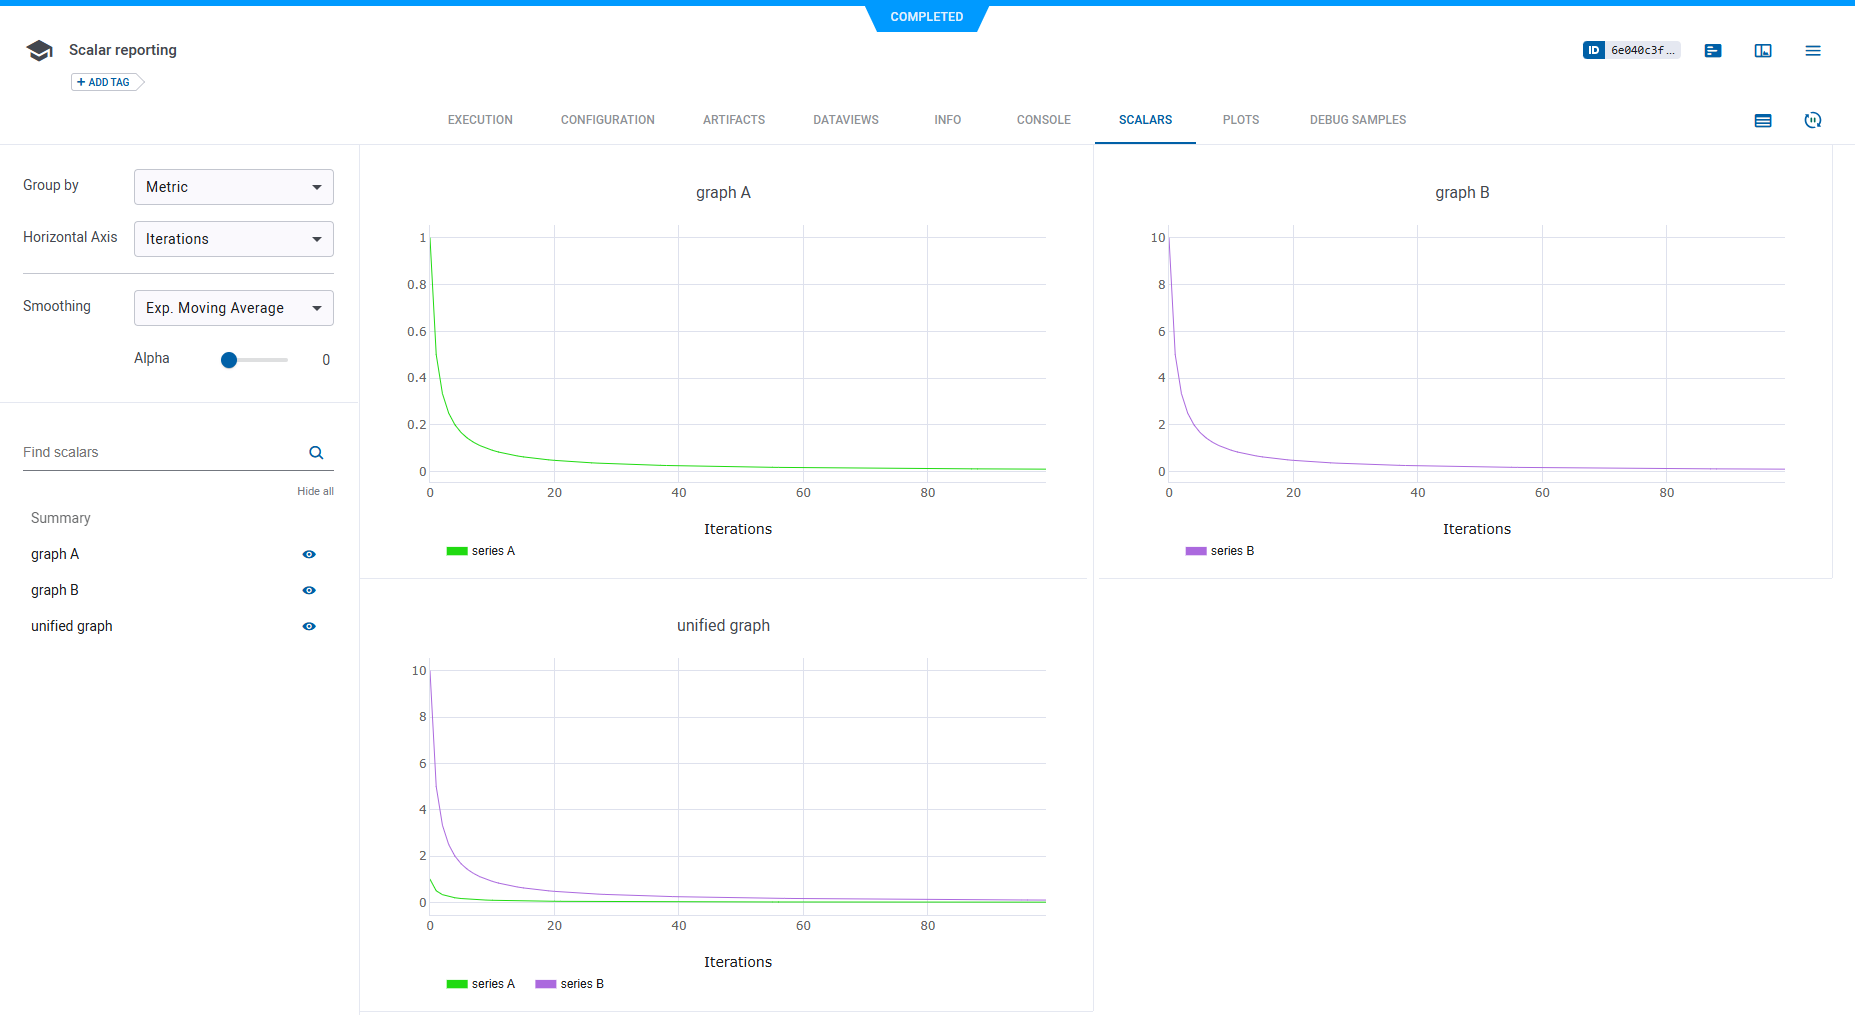 COMPLETED
Scalar reporting
ID 6e040c3f...
+ ADD TAG
EXECUTION CONFIGURATION ARTIFACTS DATAVIEWS INFO CONSOLE SCALARS PLOTS DEBUG SAMPLES
Group by Metric
Horizontal Axis Iterations
Smoothing Exp. Moving Average
Alpha 0
Find scalars
Hide all
Summary
graph A
graph B
unified graph
graph A
1
0.8
0.6
0.4
0.2
0
0 20 40 60 80
Iterations
series A
graph B
10
8
6
4
2
0
0 20 40 60 80
Iterations
series B
unified graph
10
8
6
4
2
0
0 20 40 60 80
Iterations
series A series B